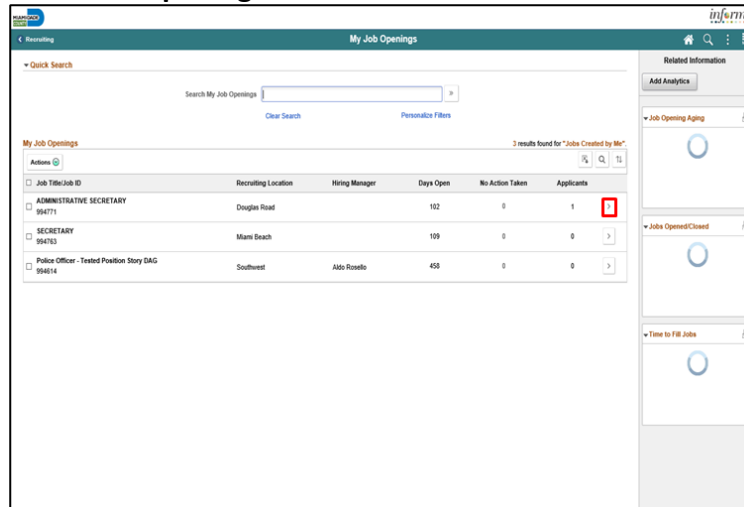 MIAMI-DADE
COUNTY
Recruiting
My Job Openings
Quick Search
Search My Job Openings
Clear Search
Personalize Filters
My Job Openings
3 results found for "Jobs Created by Me".
Actions
Job Title/Job ID Recruiting Location Hiring Manager Days Open No Action Taken Applicants
ADMINISTRATIVE SECRETARY
994771 Douglas Road 102 0 1
SECRETARY
994763 Miami Beach 109 0 0
Police Officer - Tested Position Story DAG
994614 Southwest Aldo Rosello 458 0 0
Related Information
Add Analytics
Job Opening Aging
Jobs Opened/Closed
Time to Fill Jobs